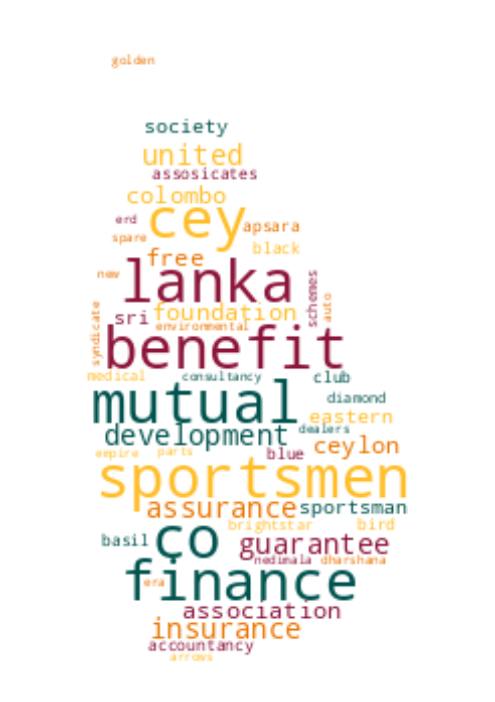 golden
society
united
assosicates
colombo
erd
cey
apsara
spare
black
free
new
lanka
schemes
auto
sri
foundation
syndicate
environmental
benefit
medical
consultancy
club
mutual
diamond
eastern
development
dealers
ceylon
empire
parts
blue
sportsmen
assurance
sportsman
brightstar
bird
basil
co
guarantee
nedimala
dharshana
era
finance
association
insurance
accountancy
arrows